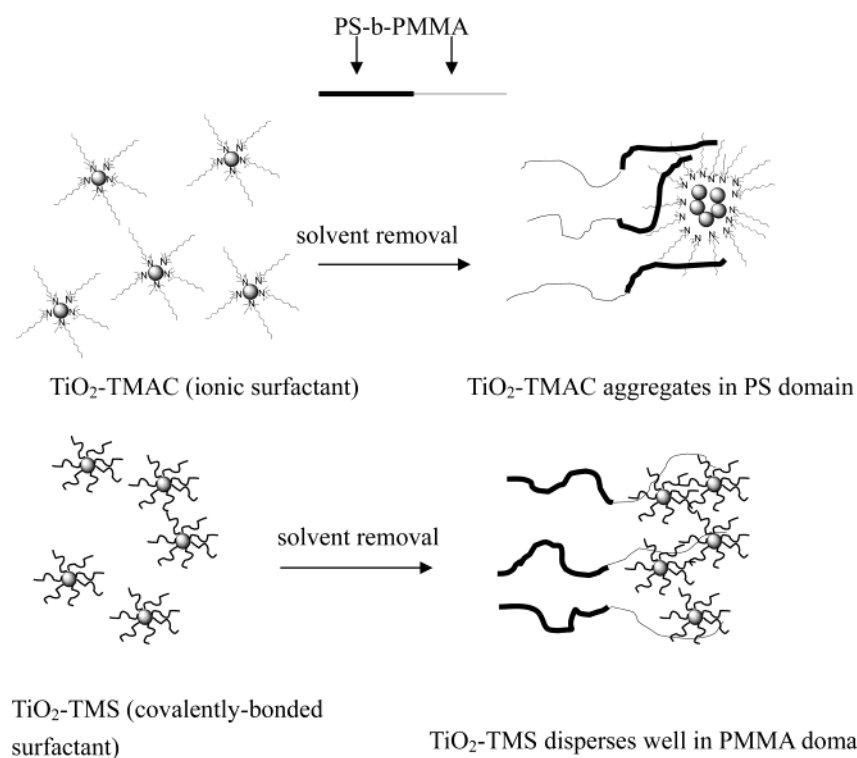 PS-b-PMMA
N N N N N
N N N N N
solvent removal
N N N N N
N N N N N
N N N N N
TiO₂-TMAC (ionic surfactant)
TiO₂-TMAC aggregates in PS domain
solvent removal
TiO₂-TMS (covalently-bonded
surfactant)
TiO₂-TMS disperses well in PMMA doma